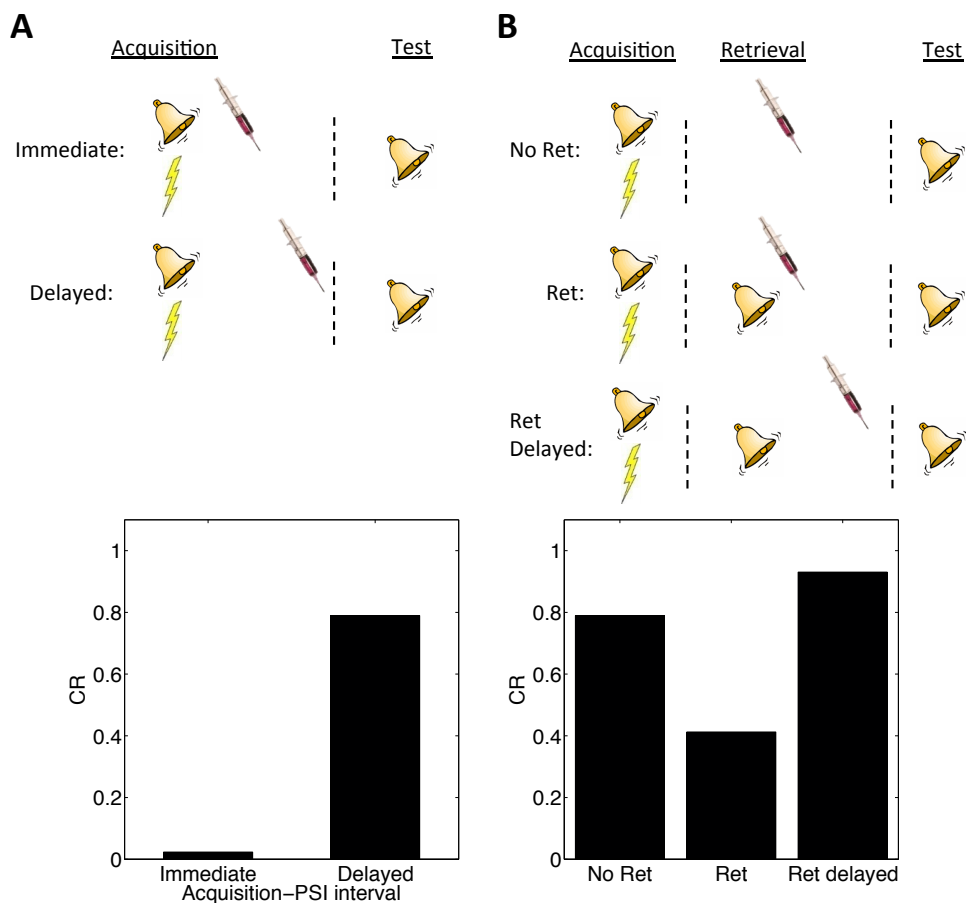 A
Acquisition Test
Immediate:
Delayed:
CR
1
0.8
0.6
0.4
0.2
0
Immediate Delayed
Acquisition–PSI interval
B
Acquisition Retrieval Test
No Ret:
Ret:
Ret
Delayed:
CR
1
0.8
0.6
0.4
0.2
0
No Ret Ret Ret delayed